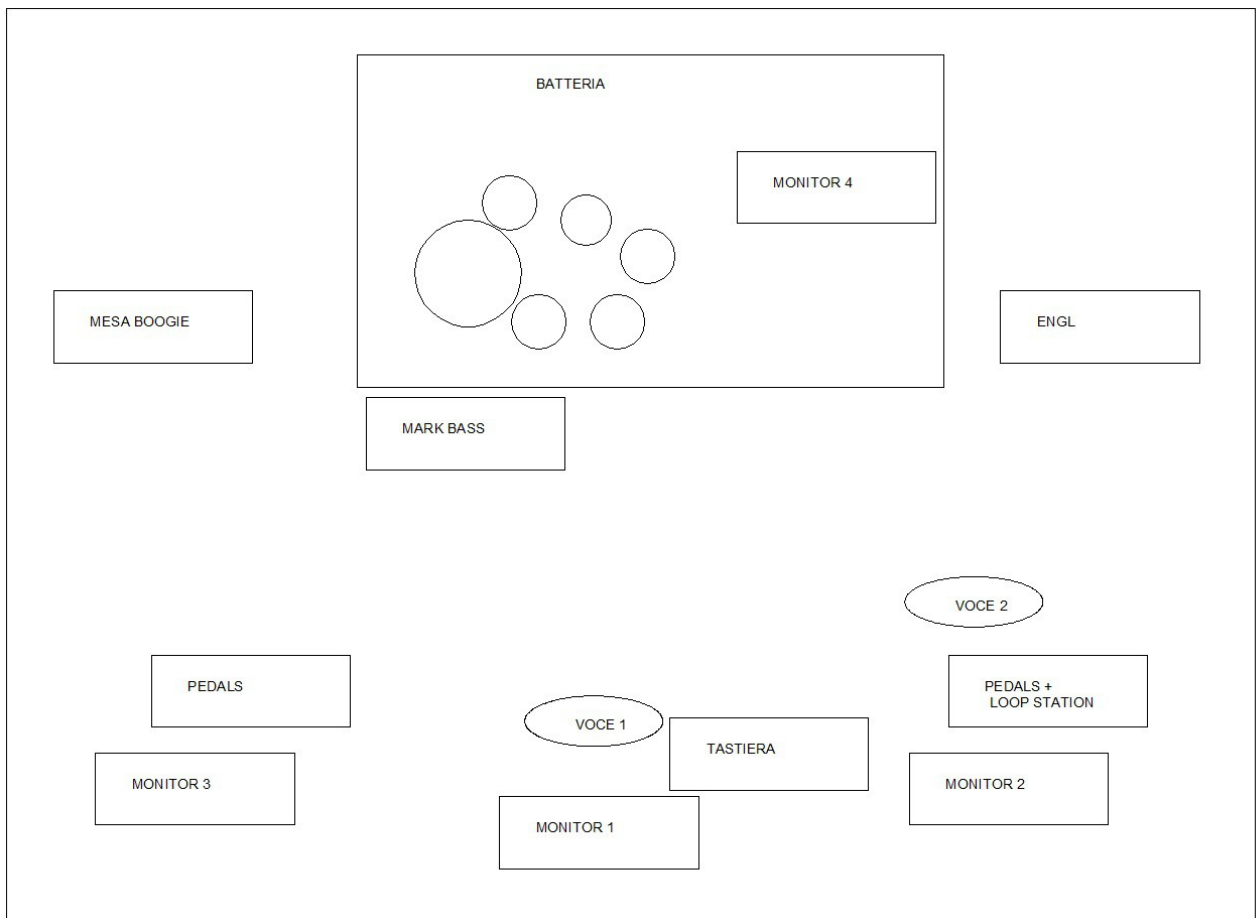 BATTERIA
MONITOR 4
MESA BOOGIE
ENGL
MARK BASS
VOCE 2
PEDALS
PEDALS +
LOOP STATION
VOCE 1
TASTIERA
MONITOR 3
MONITOR 2
MONITOR 1